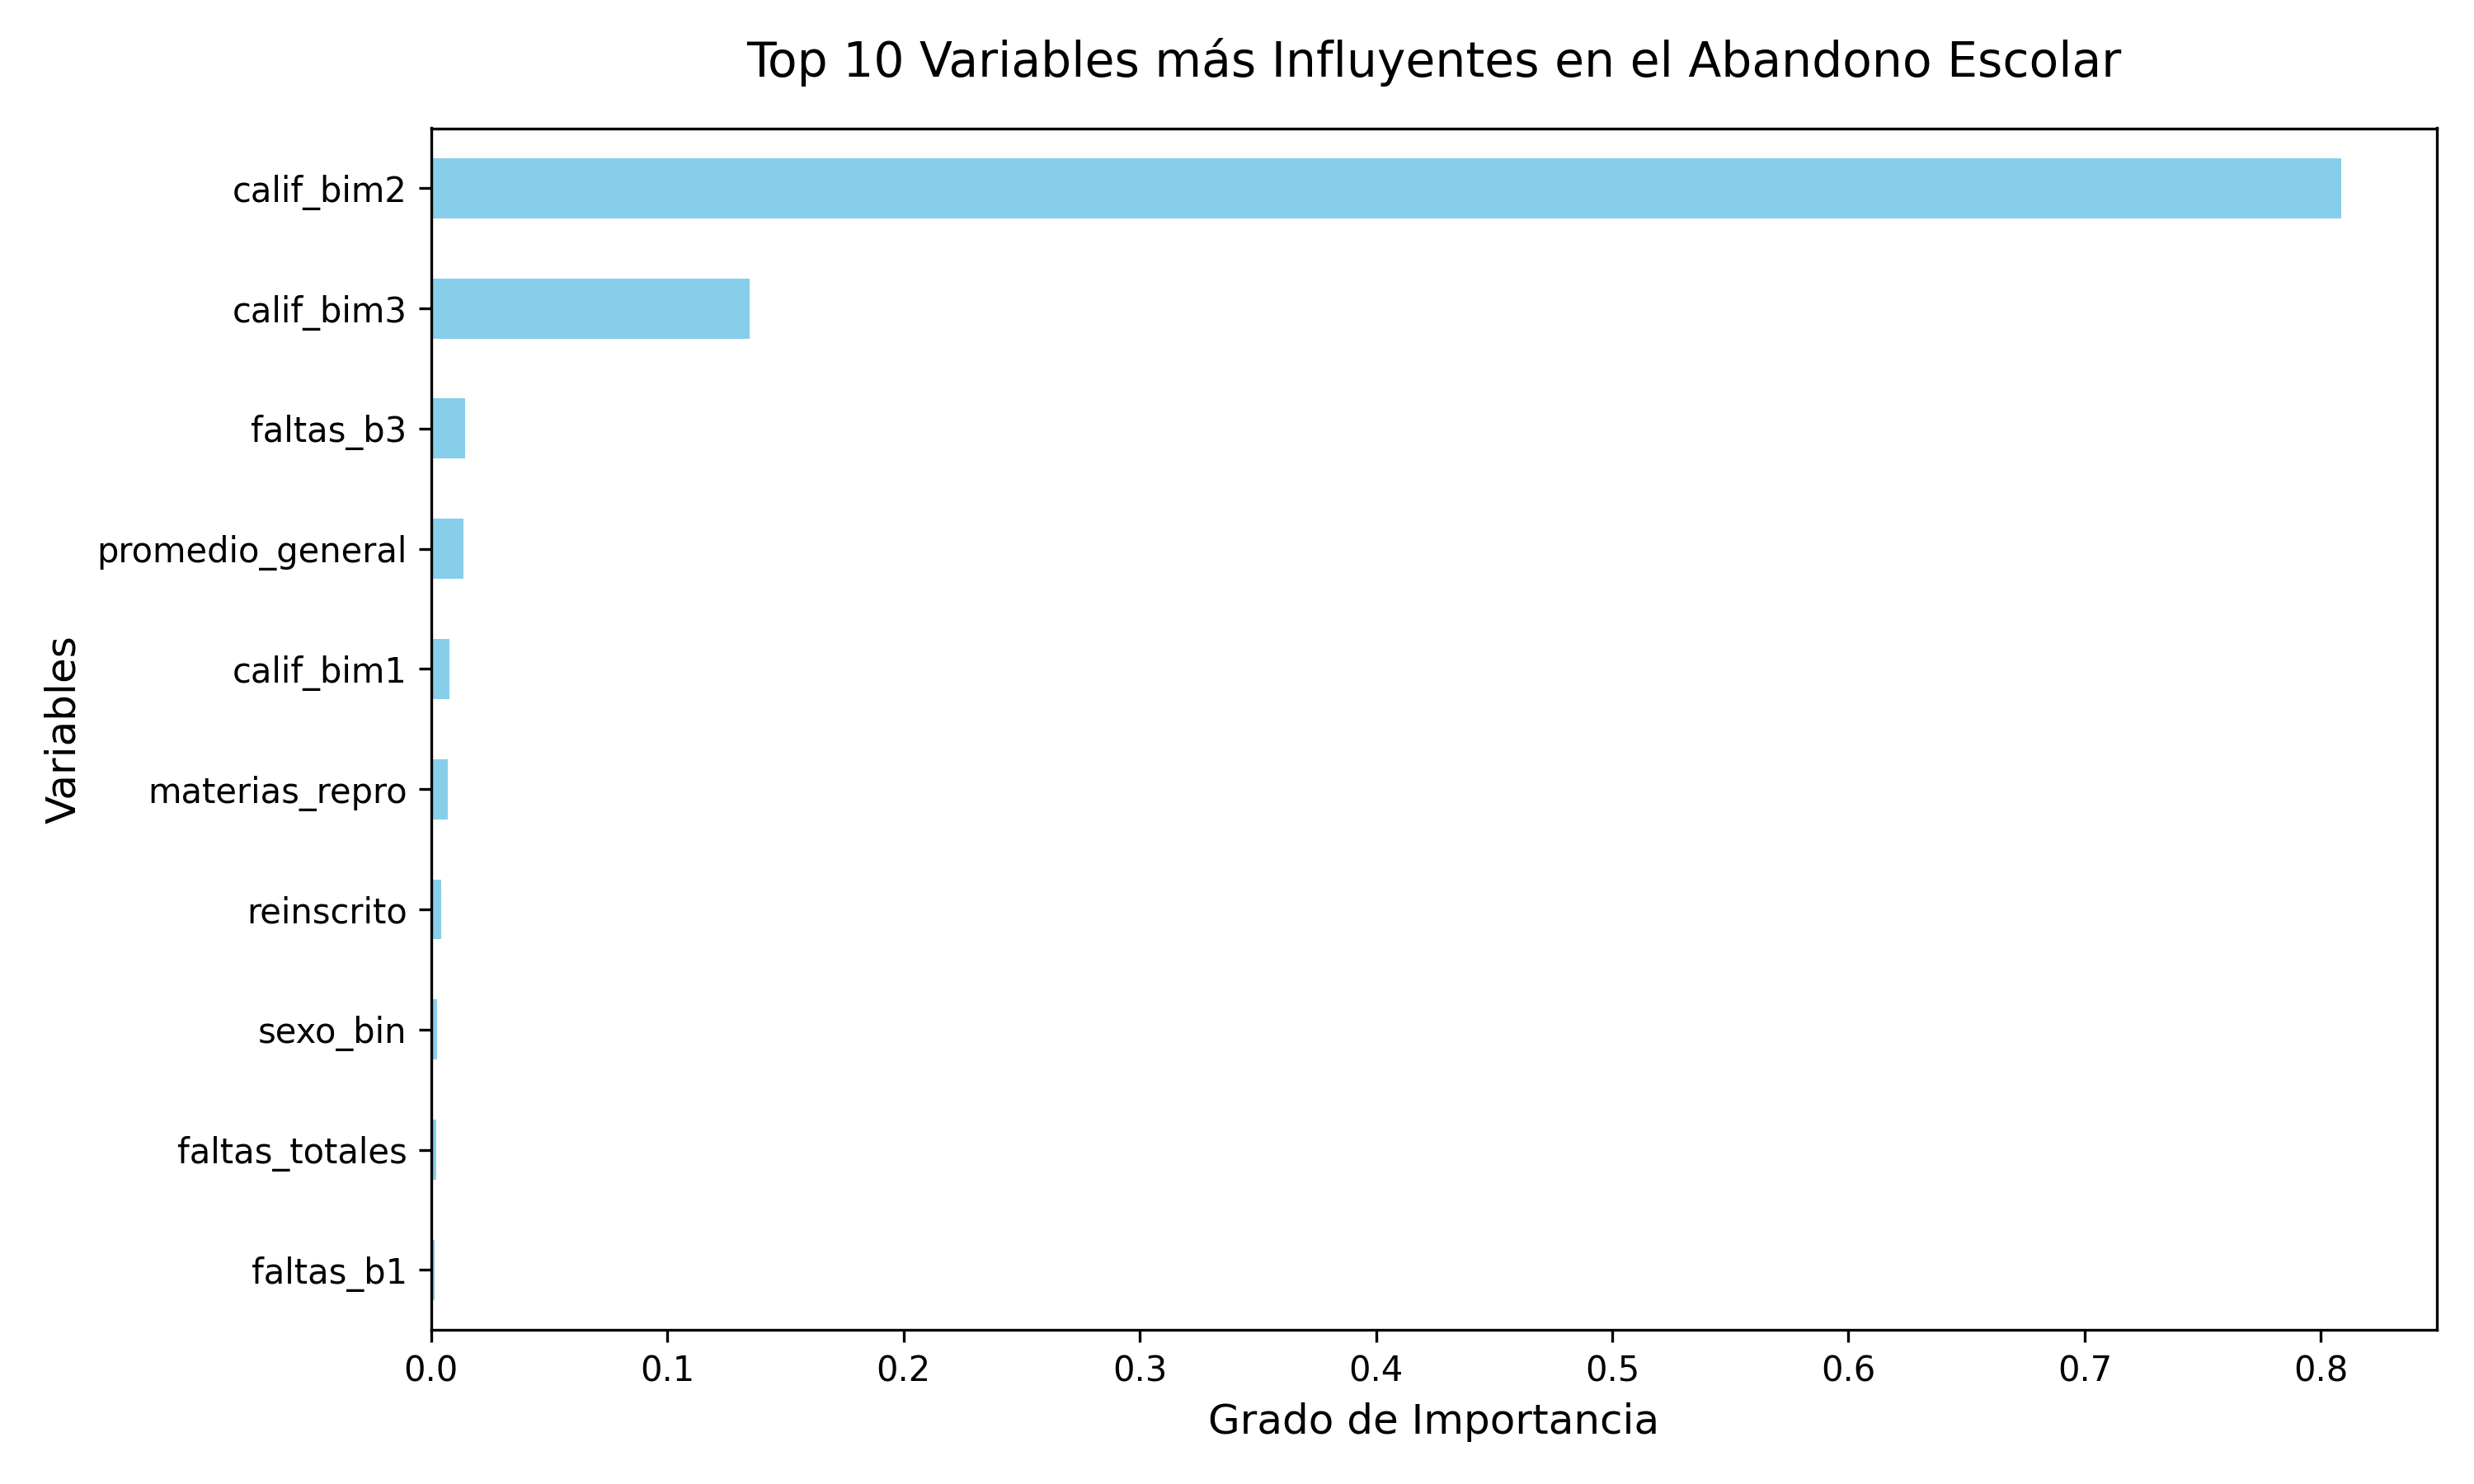 Top 10 Variables más Influyentes en el Abandono Escolar
Variables
calif_bim2
calif_bim3
faltas_b3
promedio_general
calif_bim1
materias_repro
reinscrito
sexo_bin
faltas_totales
faltas_b1
0.0 0.1 0.2 0.3 0.4 0.5 0.6 0.7 0.8
Grado de Importancia